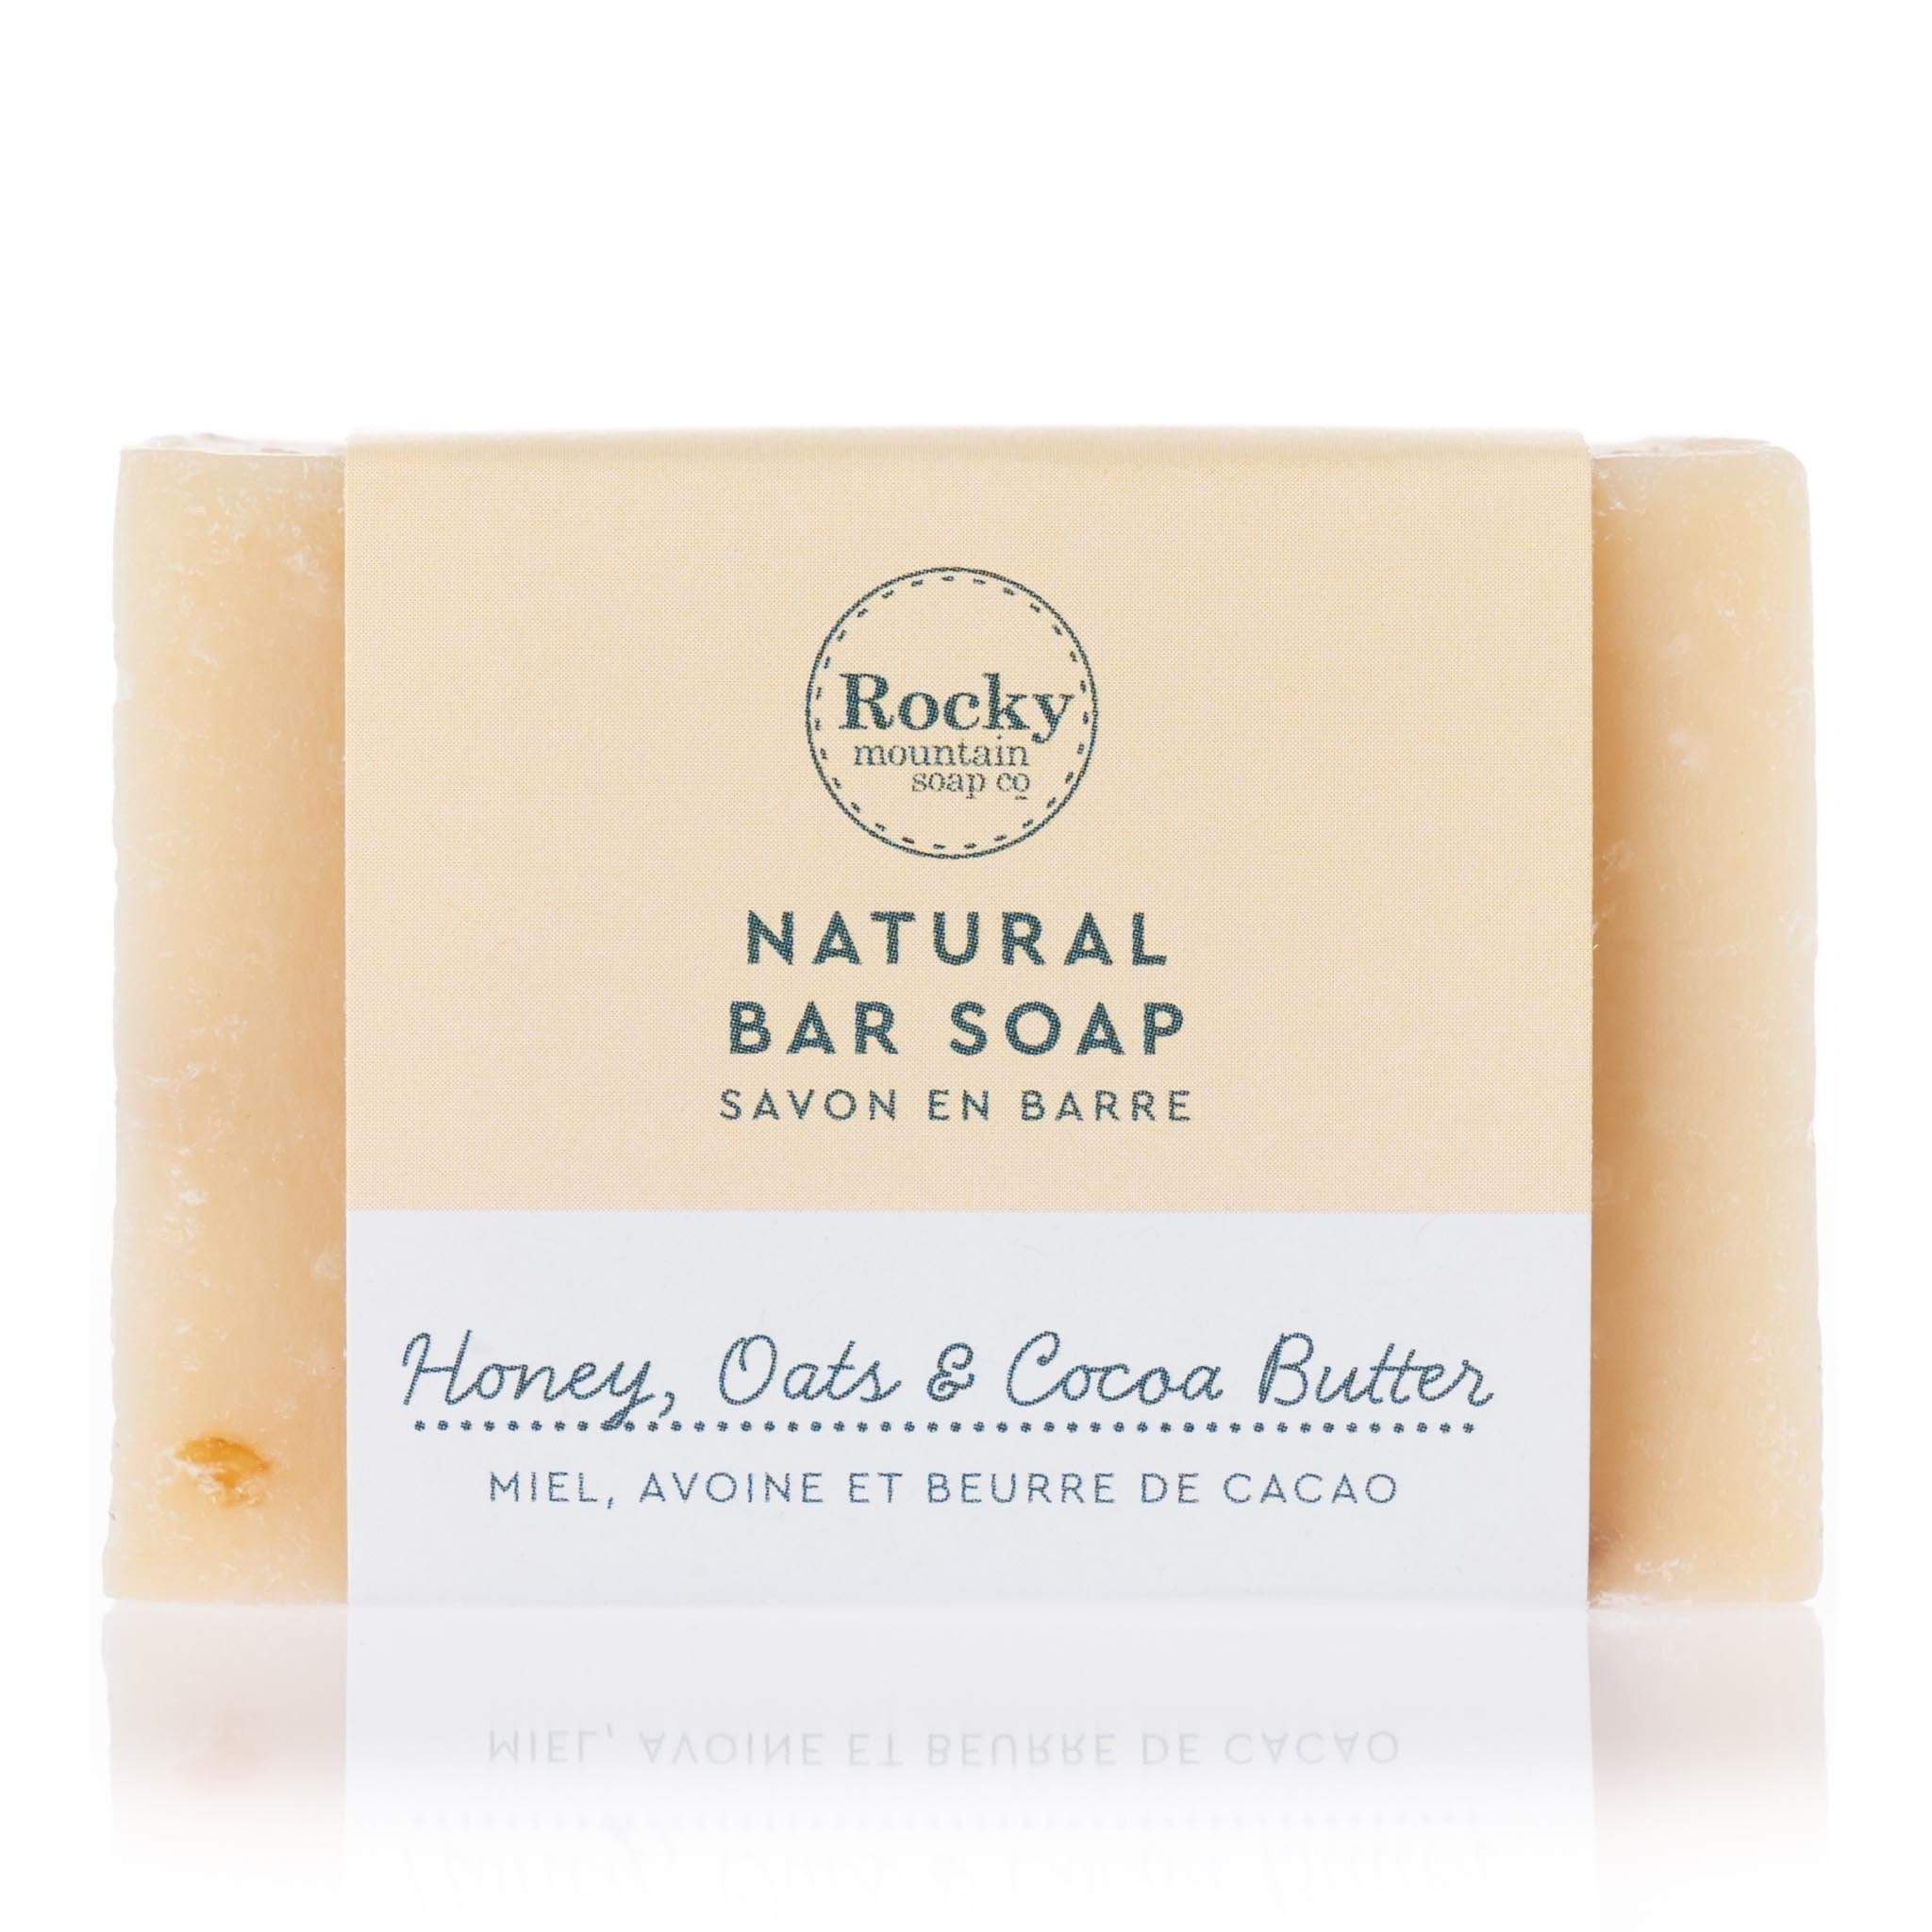 Rocky
mountain
soap co
NATURAL
BAR SOAP
SAVON EN BARRE
Honey, Oats & Cocoa Butter
MIEL, AVOINE ET BEURRE DE CACAO